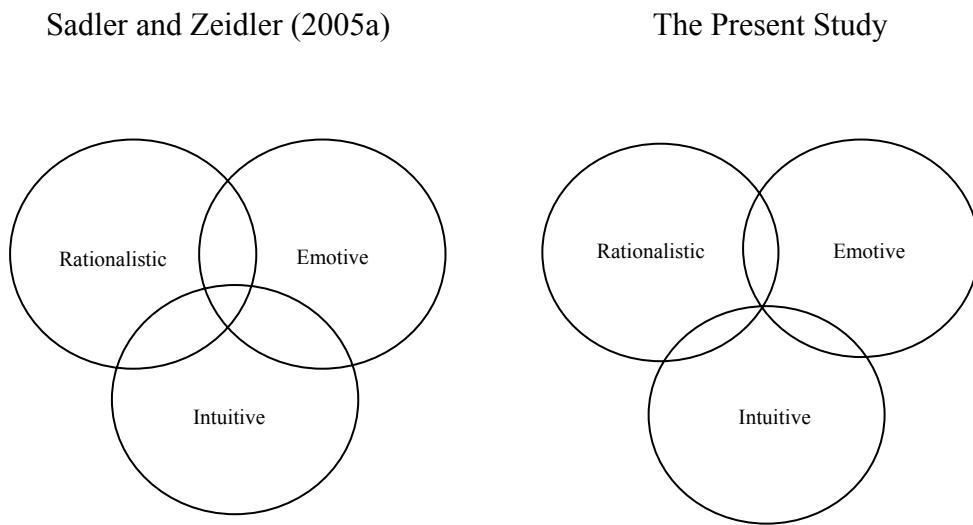 Sadler and Zeidler (2005a)
The Present Study
Rationalistic
Emotive
Intuitive
Rationalistic
Emotive
Intuitive